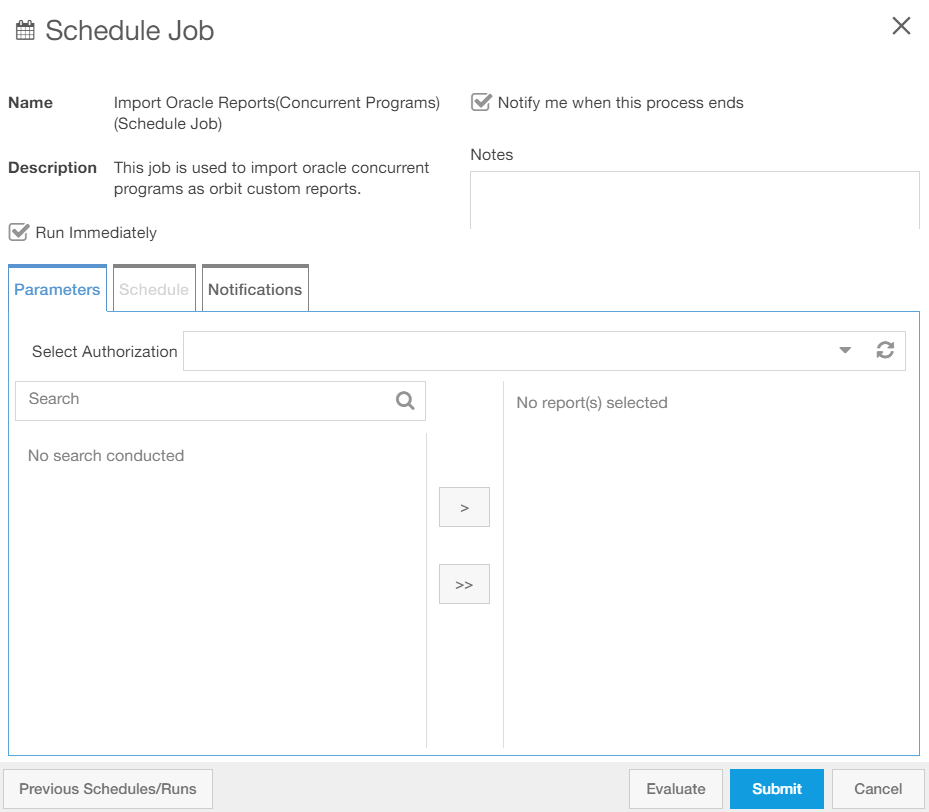 Schedule Job
Name
Import Oracle Reports(Concurrent Programs)
(Schedule Job)
Notify me when this process ends
Notes
Description
This job is used to import oracle concurrent
programs as orbit custom reports.
Run Immediately
Parameters
Schedule
Notifications
Select Authorization
Search
No report(s) selected
No search conducted
>
>>
Previous Schedules/Runs
Evaluate
Submit
Cancel